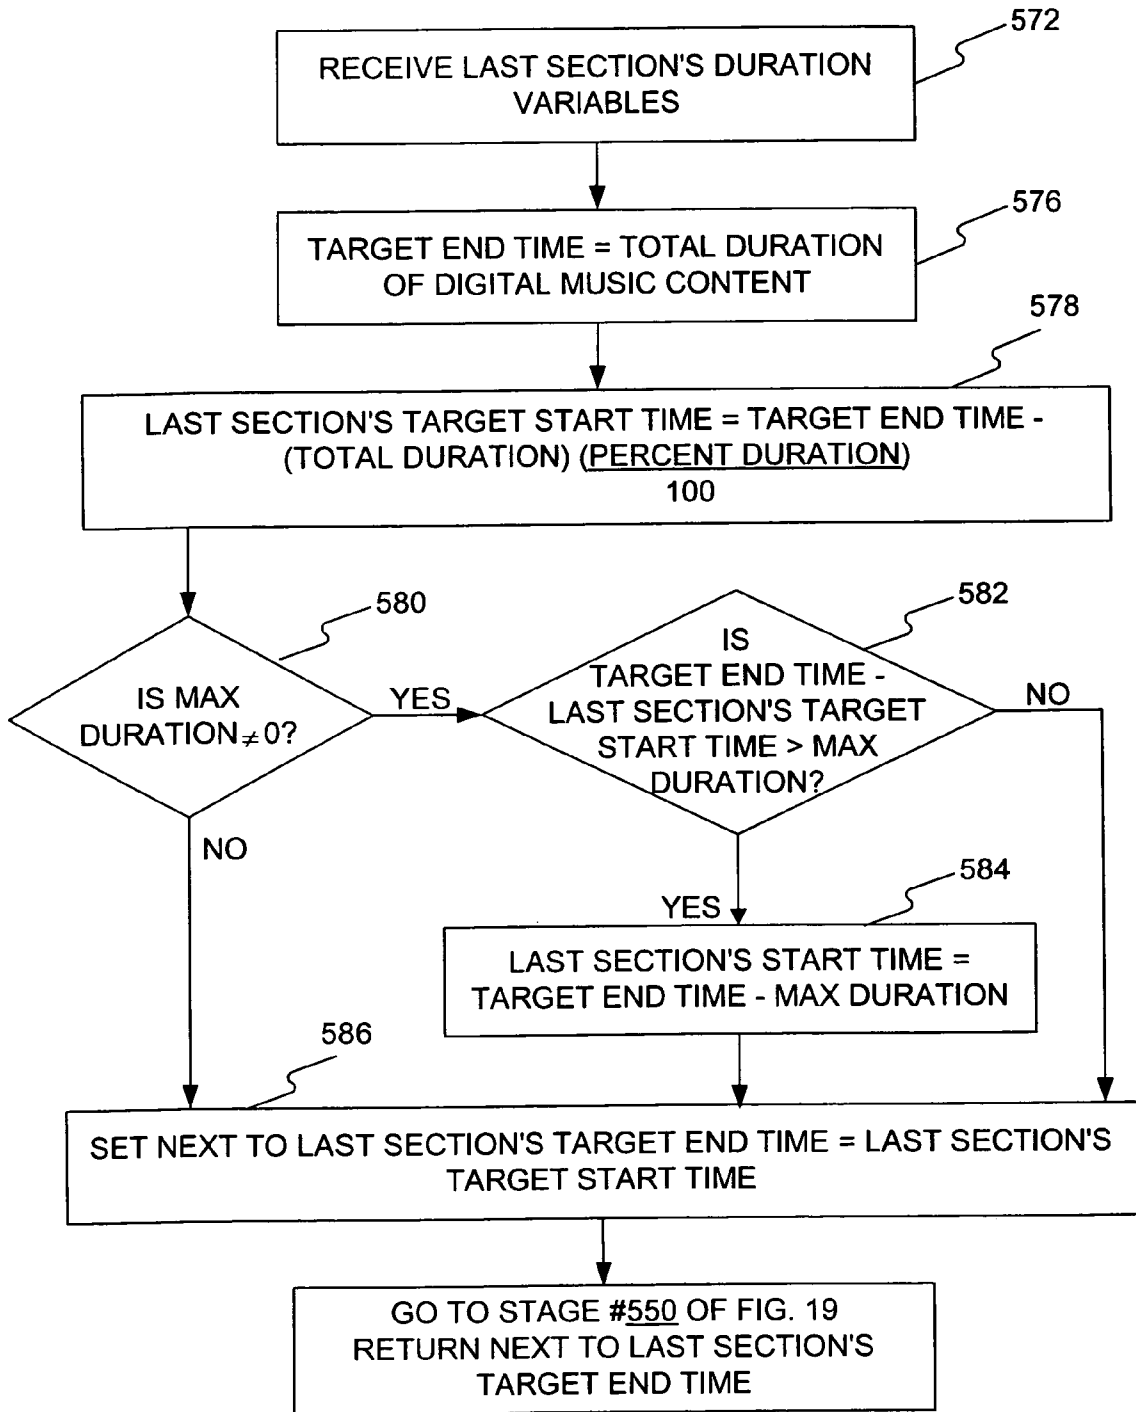 572
RECEIVE LAST SECTION'S DURATION
VARIABLES
576
TARGET END TIME = TOTAL DURATION
OF DIGITAL MUSIC CONTENT
578
LAST SECTION'S TARGET START TIME = TARGET END TIME -
(TOTAL DURATION) (PERCENT DURATION)
100
580
IS MAX
DURATION≠0?
YES
NO
582
IS
TARGET END TIME -
LAST SECTION'S TARGET
START TIME > MAX
DURATION?
NO
YES
584
LAST SECTION'S START TIME =
TARGET END TIME - MAX DURATION
586
SET NEXT TO LAST SECTION'S TARGET END TIME = LAST SECTION'S
TARGET START TIME
GO TO STAGE #550 OF FIG. 19
RETURN NEXT TO LAST SECTION'S
TARGET END TIME